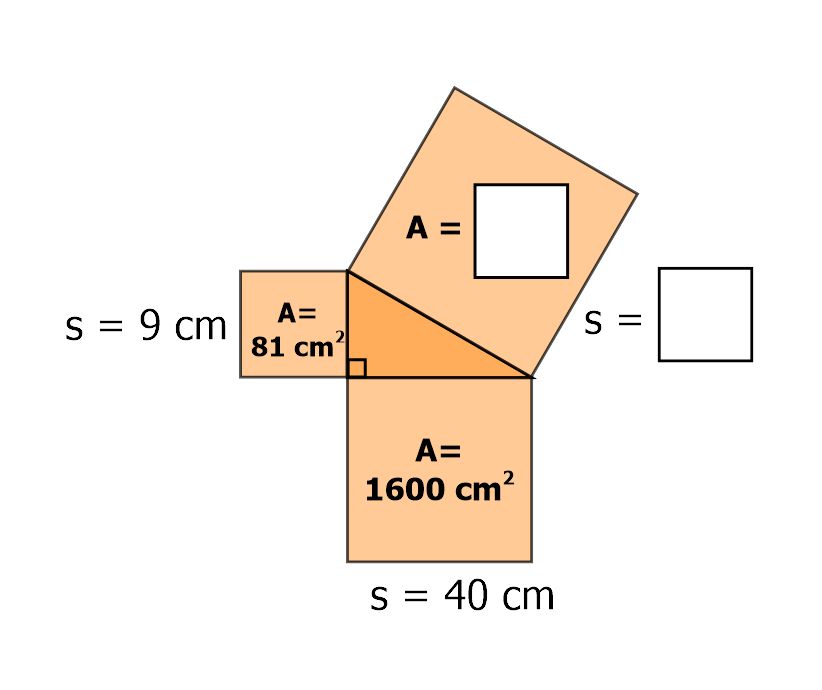 A =
s = 9 cm
A=
81 cm²
s =
A=
1600 cm²
s = 40 cm